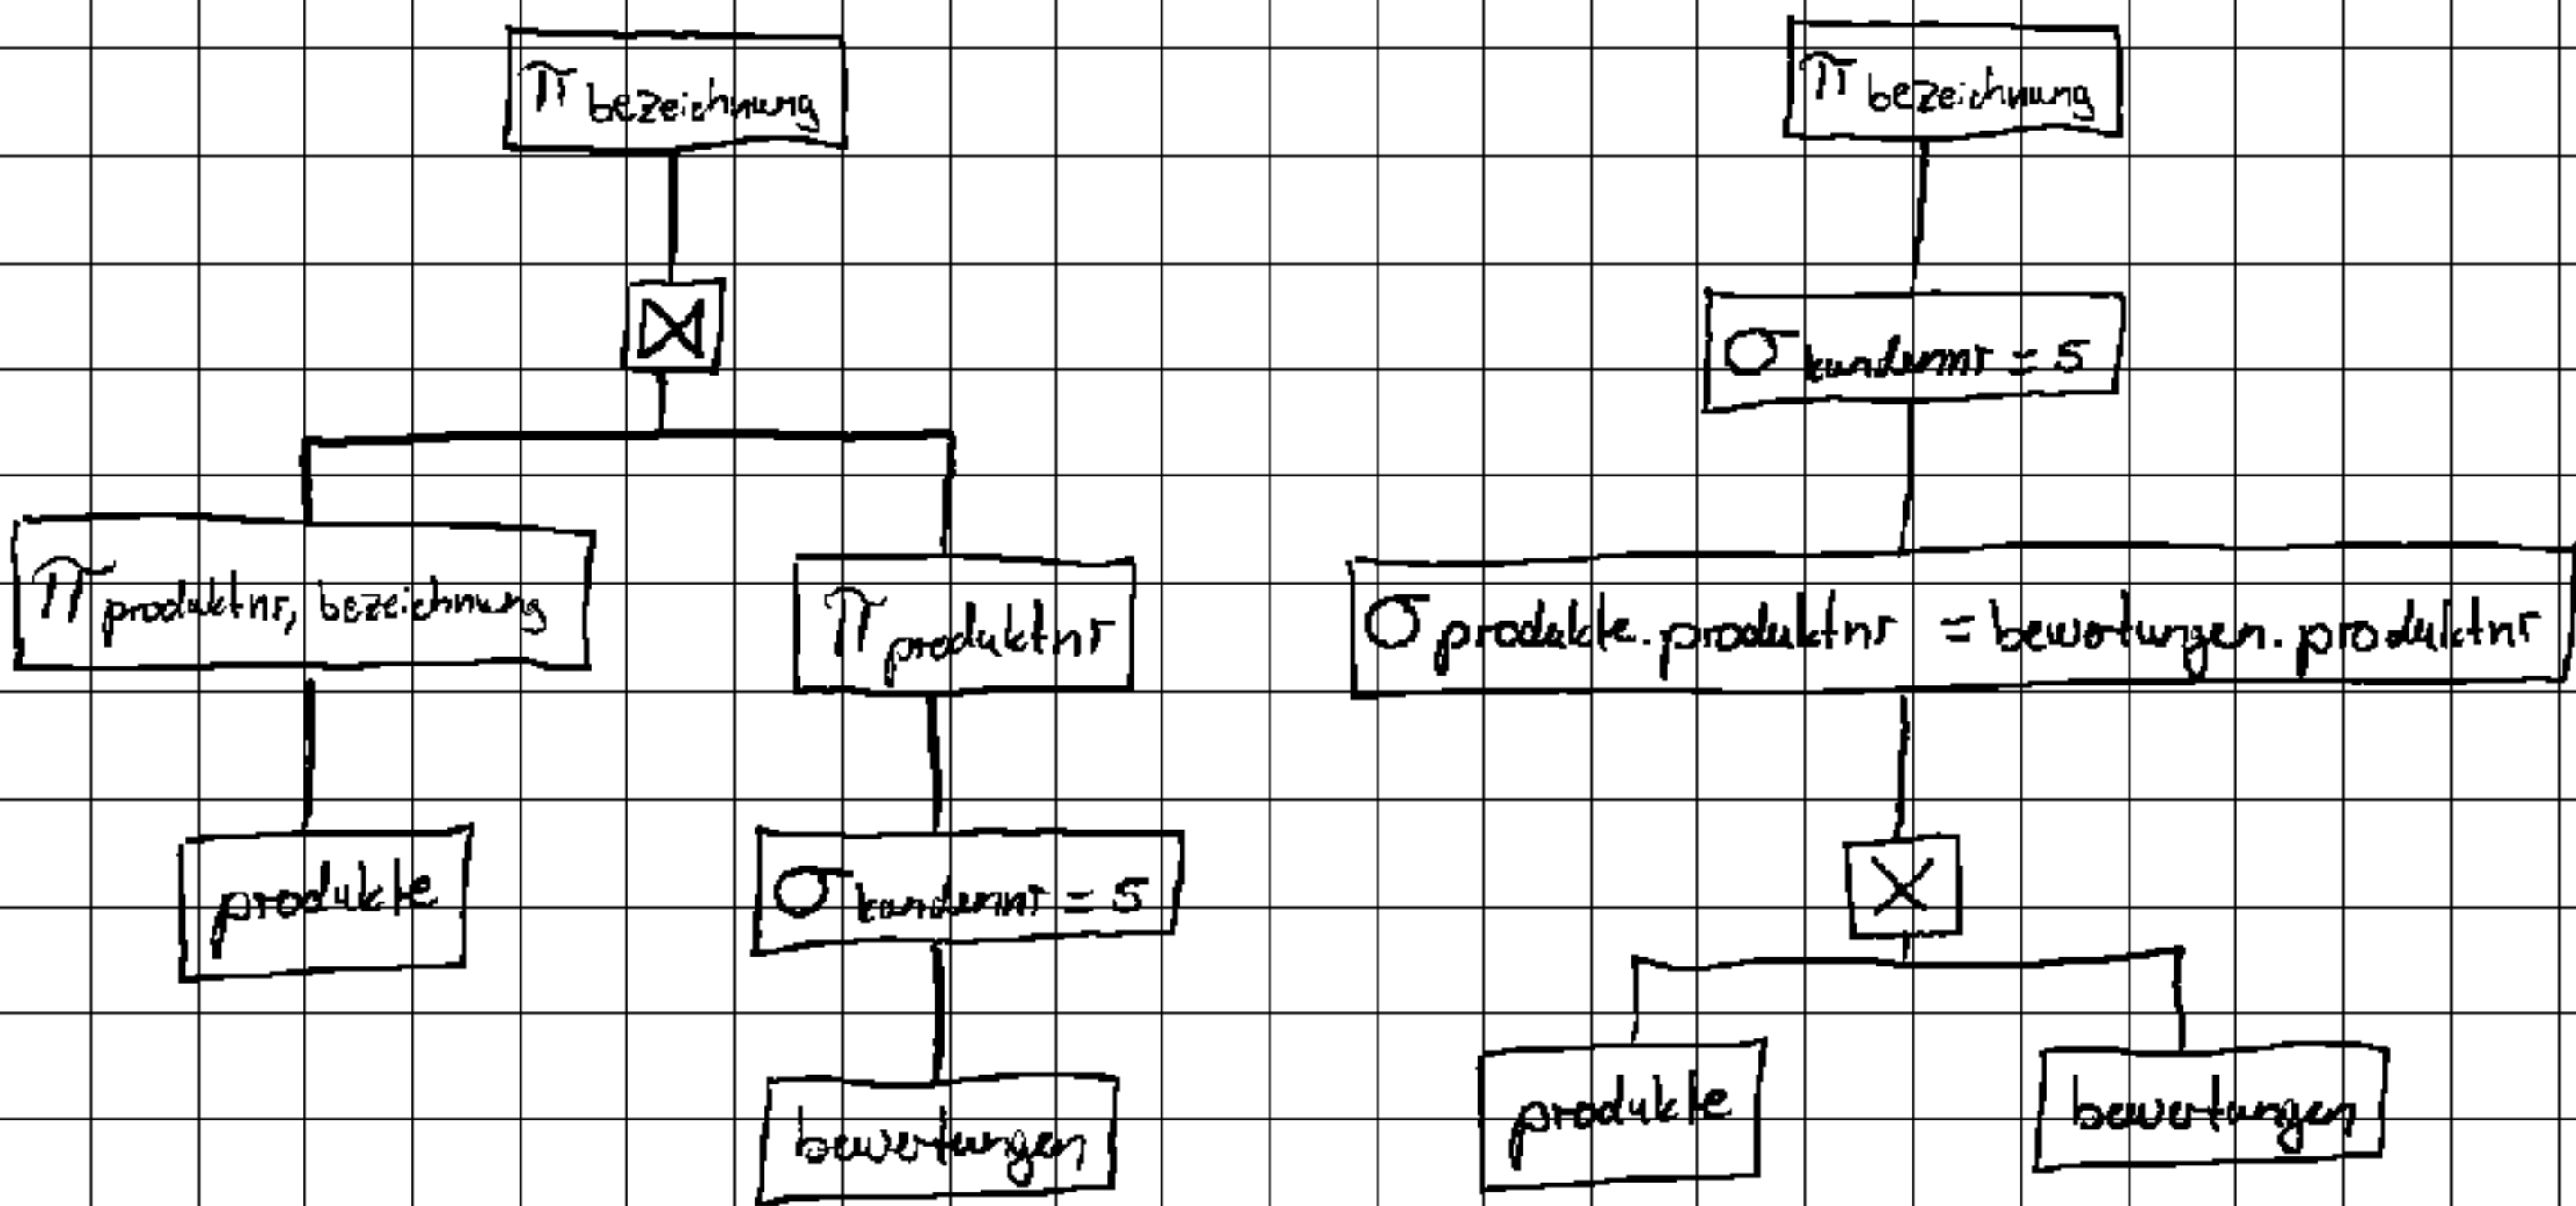 π bezeichnung
⋈
π produktnr, bezeichnung
π produktnr
produkte
σ kundennr = 5
bewertungen
π bezeichnung
σ kundennr = 5
σ produkte.produktnr = bewertungen.produktnr
×
produkte
bewertungen